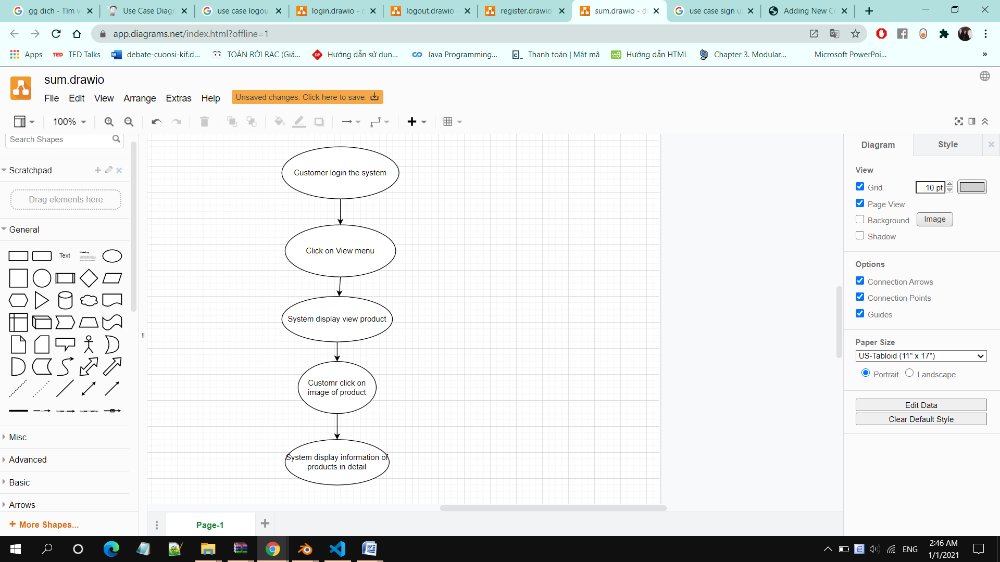 gg dich - Tìm v
Use Case Diagr
use case logou
login.drawio -
logout.drawio -
register.drawio
sum.drawio - d
use case sign u
Adding New C
app.diagrams.net/index.html?offline=1
Apps
TED TED Talks
debate-cuoosi-kif.d...
TOÁN RỜI RẠC (Giá...
Hướng dẫn sử dụn...
Java Programming...
Thanh toán | Mật mã
Hướng dẫn HTML
Chapter 3. Modular...
Microsoft PowerPoi...
sum.drawio
File Edit View Arrange Extras Help
Unsaved changes. Click here to save.
100%
Search Shapes
Scratchpad
Drag elements here
General
Text
Heading
Misc
Advanced
Basic
Arrows
+ More Shapes...
Customer login the system
Click on View menu
System display view product
Customr click on
image of product
System display information of
products in detail
Page-1
Diagram
Style
View
Grid
10 pt
Page View
Background
Image
Shadow
Options
Connection Arrows
Connection Points
Guides
Paper Size
US-Tabloid (11" x 17")
Portrait
Landscape
Edit Data
Clear Default Style
ENG
2:46 AM
1/1/2021